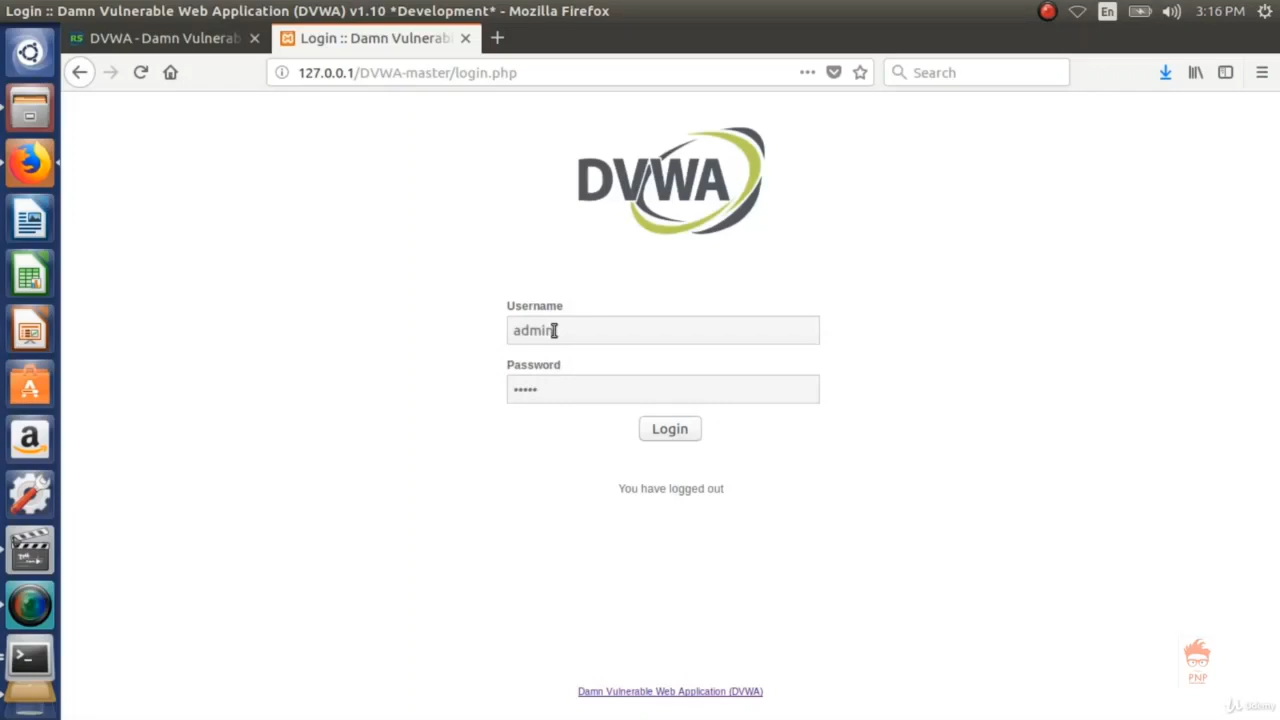 Login :: Damn Vulnerable Web Application (DVWA) v1.10 *Development* - Mozilla Firefox
En
3:16 PM
RS DVWA - Damn Vulnerab
Login :: Damn Vulnerabl
127.0.0.1/DVWA-master/login.php
Search
DVWA
Username
admin
Password
•••••
Login
You have logged out
Damn Vulnerable Web Application (DVWA)
PNP
Udemy